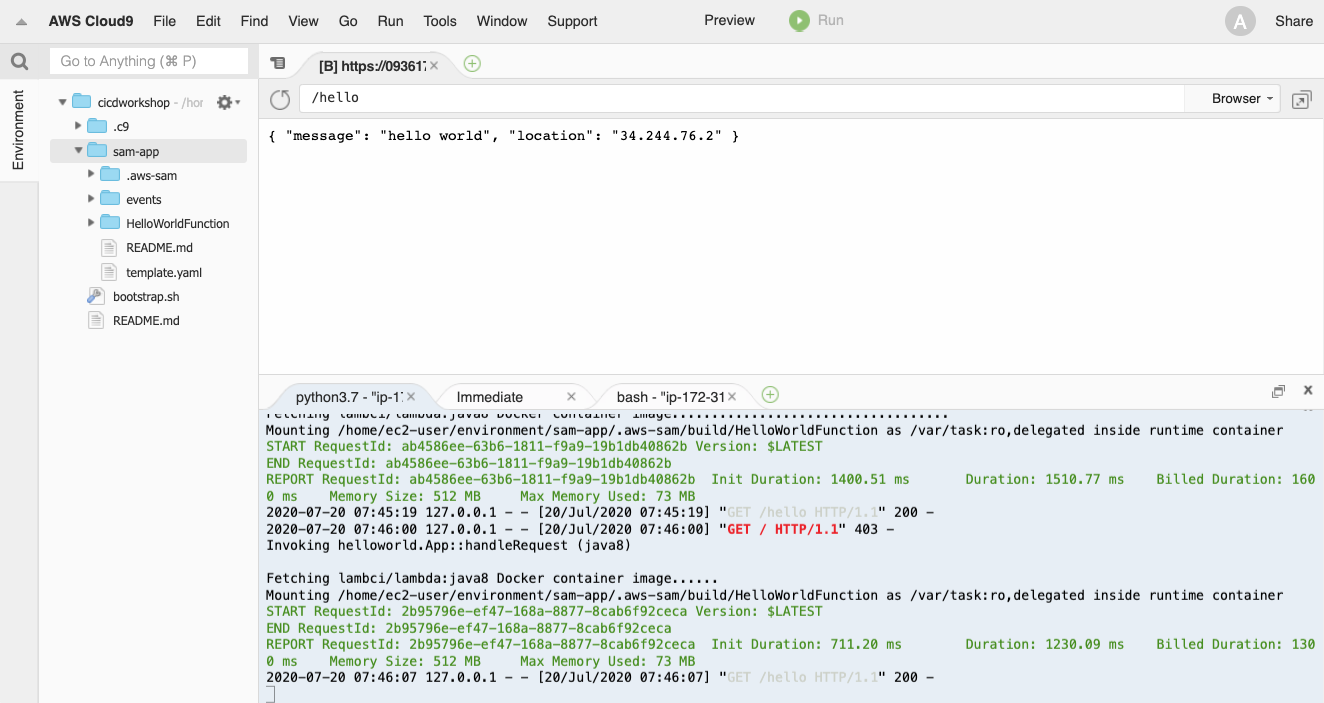 AWS Cloud9 File Edit Find View Go Run Tools Window Support Preview Run A Share
Go to Anything (⌘ P)
Environment
cicdworkshop - /hor
.c9
sam-app
.aws-sam
events
HelloWorldFunction
README.md
template.yaml
bootstrap.sh
README.md
[B] https://09361
/hello
Browser
{ "message": "hello world", "location": "34.244.76.2" }
python3.7 - "ip-17 Immediate bash - "ip-172-31
Fetching lambci/lambda:java8 Docker container image..................................
Mounting /home/ec2-user/environment/sam-app/.aws-sam/build/HelloWorldFunction as /var/task:ro,delegated inside runtime container
START RequestId: ab4586ee-63b6-1811-f9a9-19b1db40862b Version: $LATEST
END RequestId: ab4586ee-63b6-1811-f9a9-19b1db40862b
REPORT RequestId: ab4586ee-63b6-1811-f9a9-19b1db40862b Init Duration: 1400.51 ms Duration: 1510.77 ms Billed Duration: 160
0 ms Memory Size: 512 MB Max Memory Used: 73 MB
2020-07-20 07:45:19 127.0.0.1 - - [20/Jul/2020 07:45:19] "GET /hello HTTP/1.1" 200 -
2020-07-20 07:46:00 127.0.0.1 - - [20/Jul/2020 07:46:00] "GET / HTTP/1.1" 403 -
Invoking helloworld.App::handleRequest (java8)
Fetching lambci/lambda:java8 Docker container image......
Mounting /home/ec2-user/environment/sam-app/.aws-sam/build/HelloWorldFunction as /var/task:ro,delegated inside runtime container
START RequestId: 2b95796e-ef47-168a-8877-8cab6f92ceca Version: $LATEST
END RequestId: 2b95796e-ef47-168a-8877-8cab6f92ceca
REPORT RequestId: 2b95796e-ef47-168a-8877-8cab6f92ceca Init Duration: 711.20 ms Duration: 1230.09 ms Billed Duration: 130
0 ms Memory Size: 512 MB Max Memory Used: 73 MB
2020-07-20 07:46:07 127.0.0.1 - - [20/Jul/2020 07:46:07] "GET /hello HTTP/1.1" 200 -